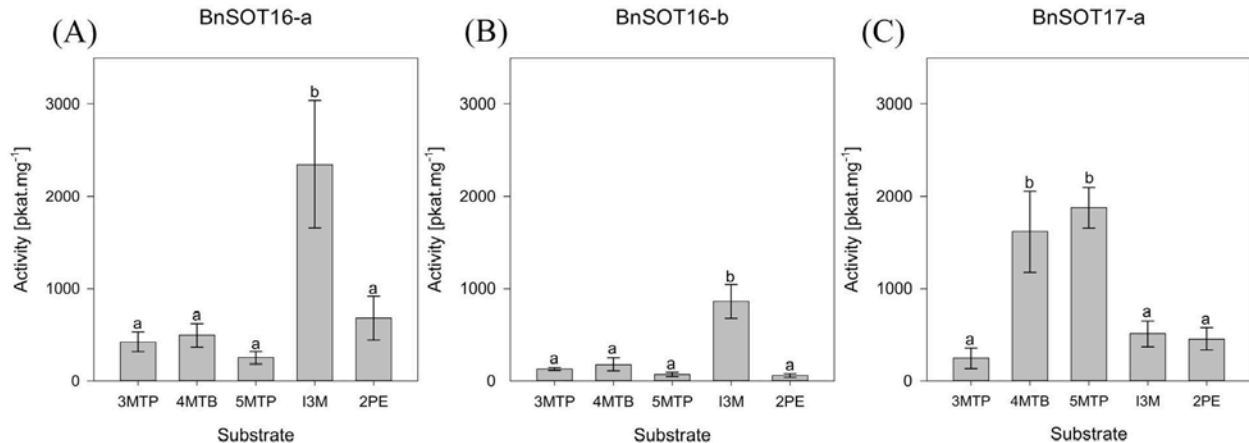 (A) BnSOT16-a
Activity [pkat.mg⁻¹]
3000
2000
1000
0
a a a b a
3MTP 4MTB 5MTP I3M 2PE
Substrate
(B) BnSOT16-b
Activity [pkat.mg⁻¹]
3000
2000
1000
0
a a a b a
3MTP 4MTB 5MTP I3M 2PE
Substrate
(C) BnSOT17-a
Activity [pkat.mg⁻¹]
3000
2000
1000
0
a b b a a
3MTP 4MTB 5MTP I3M 2PE
Substrate